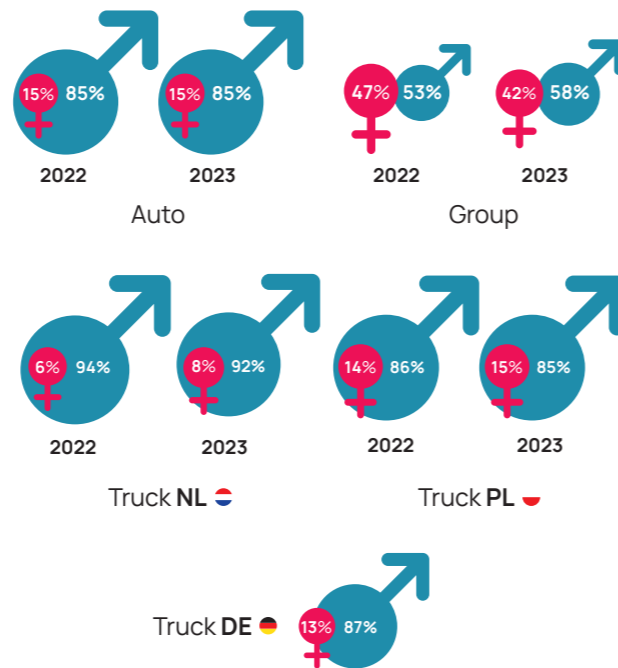 15% 85% 15% 85% 47% 53% 42% 58%
2022 2023 2022 2023
Auto Group
6% 94% 8% 92% 14% 86% 15% 85%
2022 2023 2022 2023
Truck NL Truck PL
Truck DE 13% 87%